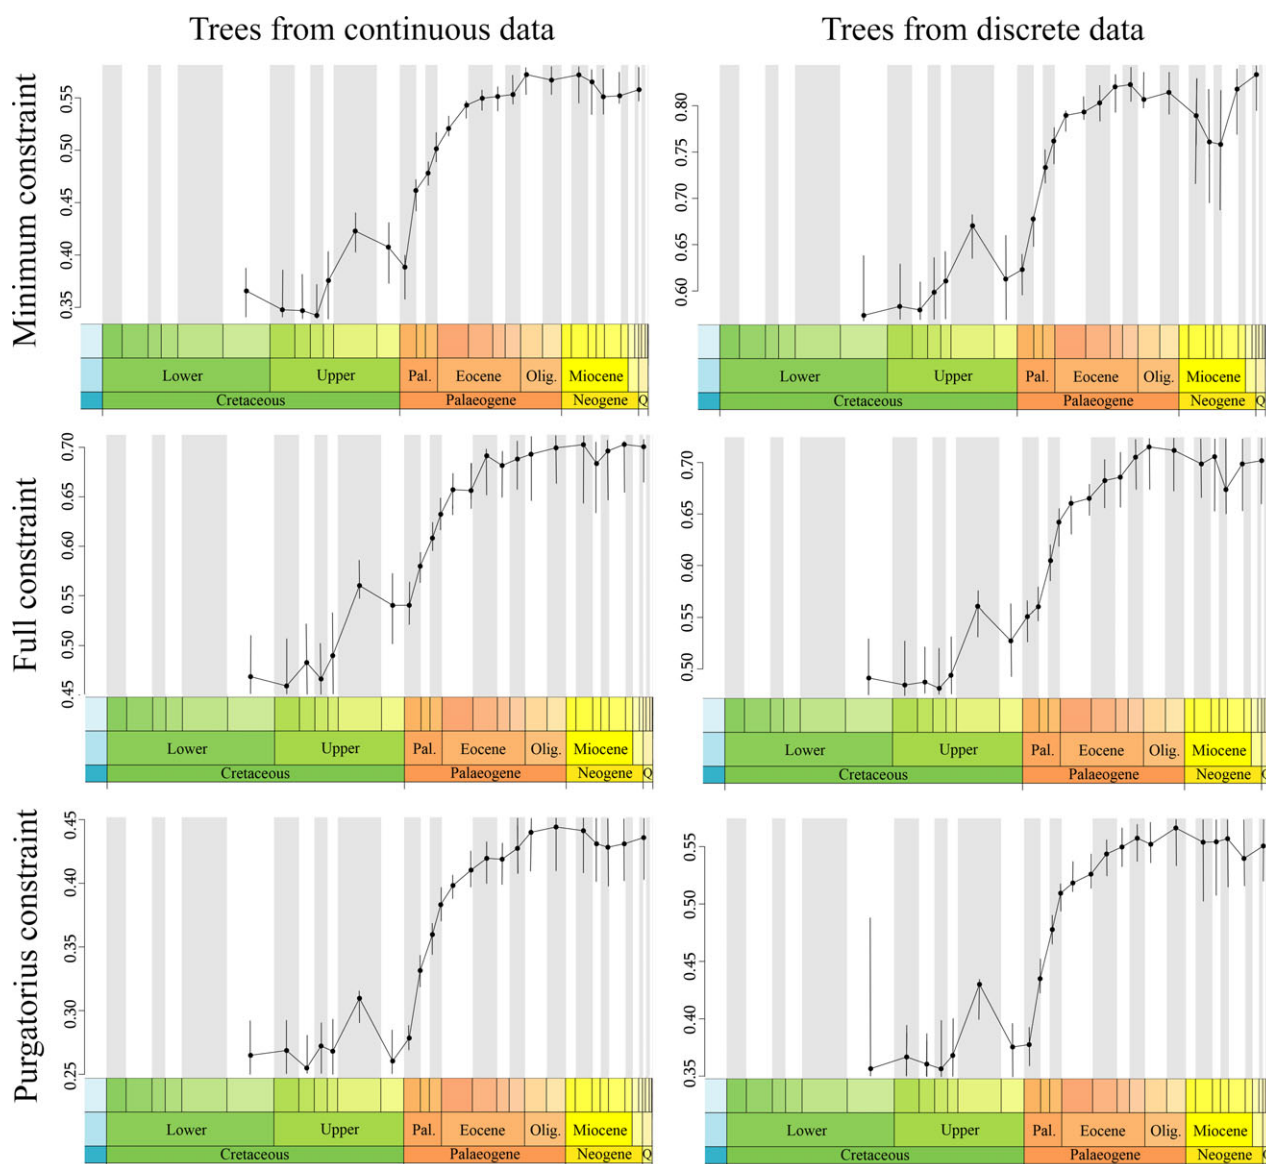 Trees from continuous data
Trees from discrete data
Minimum constraint
0.55
0.50
0.45
0.40
0.35
Lower
Upper
Pal.
Eocene
Olig.
Miocene
Cretaceous
Palaeogene
Neogene
Q
0.80
0.75
0.70
0.65
0.60
Lower
Upper
Pal.
Eocene
Olig.
Miocene
Cretaceous
Palaeogene
Neogene
Q
Full constraint
0.70
0.65
0.60
0.55
0.50
0.45
Lower
Upper
Pal.
Eocene
Olig.
Miocene
Cretaceous
Palaeogene
Neogene
Q
0.70
0.65
0.60
0.55
0.50
Lower
Upper
Pal.
Eocene
Olig.
Miocene
Cretaceous
Palaeogene
Neogene
Q
Purgatorius constraint
0.45
0.40
0.35
0.30
0.25
Lower
Upper
Pal.
Eocene
Olig.
Miocene
Cretaceous
Palaeogene
Neogene
Q
0.55
0.50
0.45
0.40
0.35
Lower
Upper
Pal.
Eocene
Olig.
Miocene
Cretaceous
Palaeogene
Neogene
Q